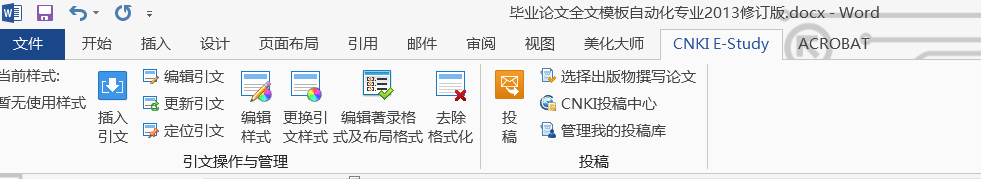 毕业论文全文模板自动化专业2013修订版.docx - Word
文件 开始 插入 设计 页面布局 引用 邮件 审阅 视图 美化大师 CNKI E-Study ACROBAT
当前样式:
暂无使用样式
插入
引文
编辑引文
更新引文
定位引文
编辑
样式
更换引
文样式
编辑著录格
式及布局格式
去除
格式化
引文操作与管理
投
稿
选择出版物撰写论文
CNKI投稿中心
管理我的投稿库
投稿